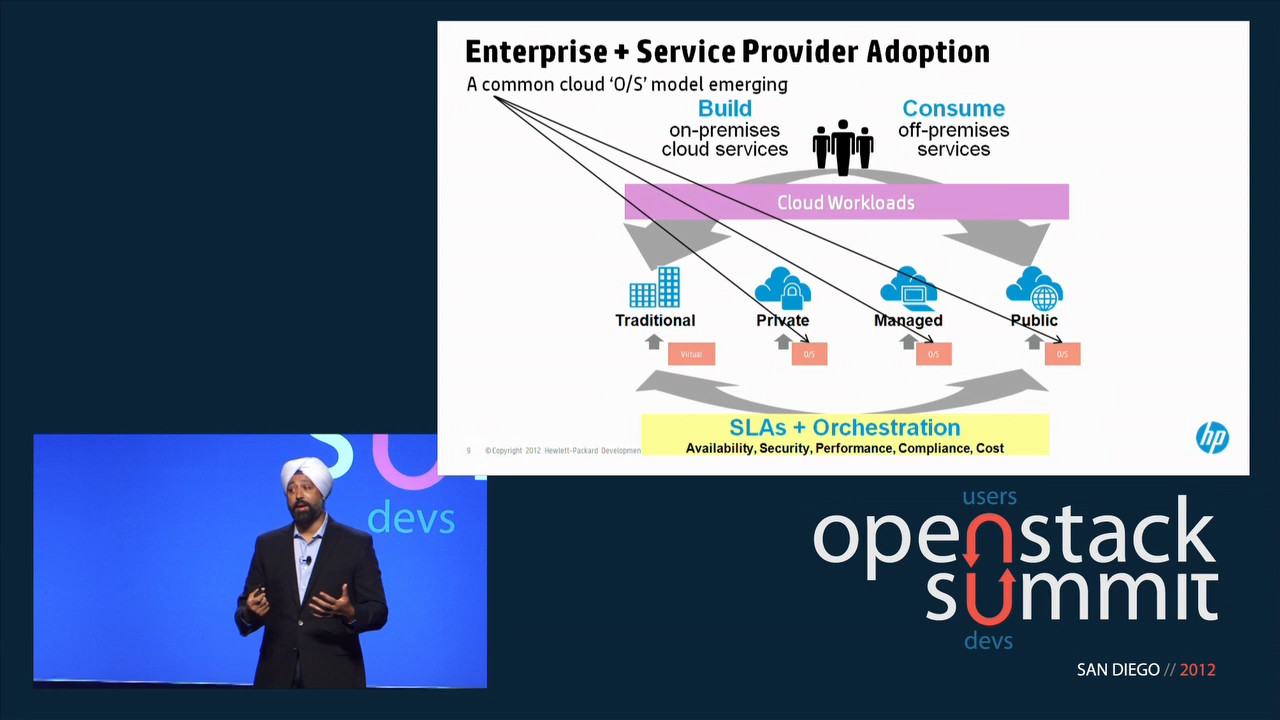 Enterprise + Service Provider Adoption
A common cloud ‘O/S’ model emerging
Build
on-premises
cloud services
Consume
off-premises
services
Cloud Workloads
Traditional
Private
Managed
Public
Virtual
O/S
O/S
O/S
SLAs + Orchestration
Availability, Security, Performance, Compliance, Cost
9 ©Copyright 2012 Hewlett-Packard Developmen
hp
devs
users
openstack
summit
devs
SAN DIEGO // 2012